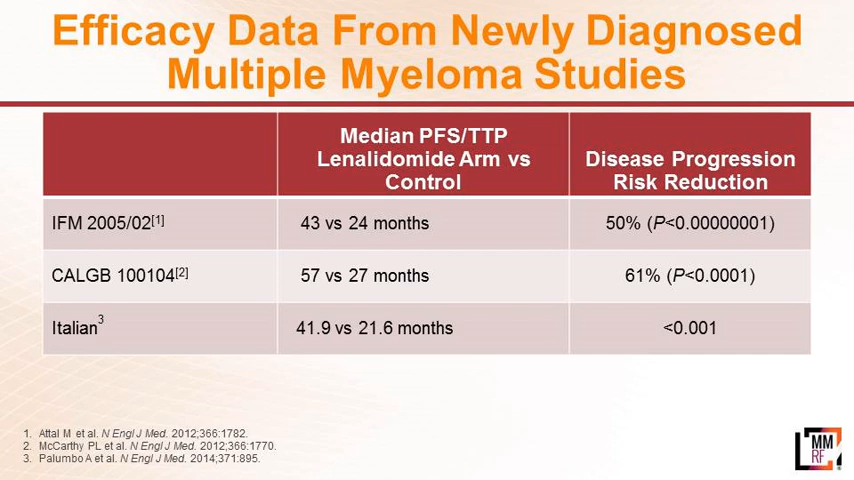 Efficacy Data From Newly Diagnosed
Multiple Myeloma Studies
Median PFS/TTP
Lenalidomide Arm vs
Control
Disease Progression
Risk Reduction
IFM 2005/02[1] 43 vs 24 months 50% (P<0.00000001)
CALGB 100104[2] 57 vs 27 months 61% (P<0.0001)
Italian3 41.9 vs 21.6 months <0.001
1. Attal M et al. N Engl J Med. 2012;366:1782.
2. McCarthy PL et al. N Engl J Med. 2012;366:1770.
3. Palumbo A et al. N Engl J Med. 2014;371:895.
MM
RF